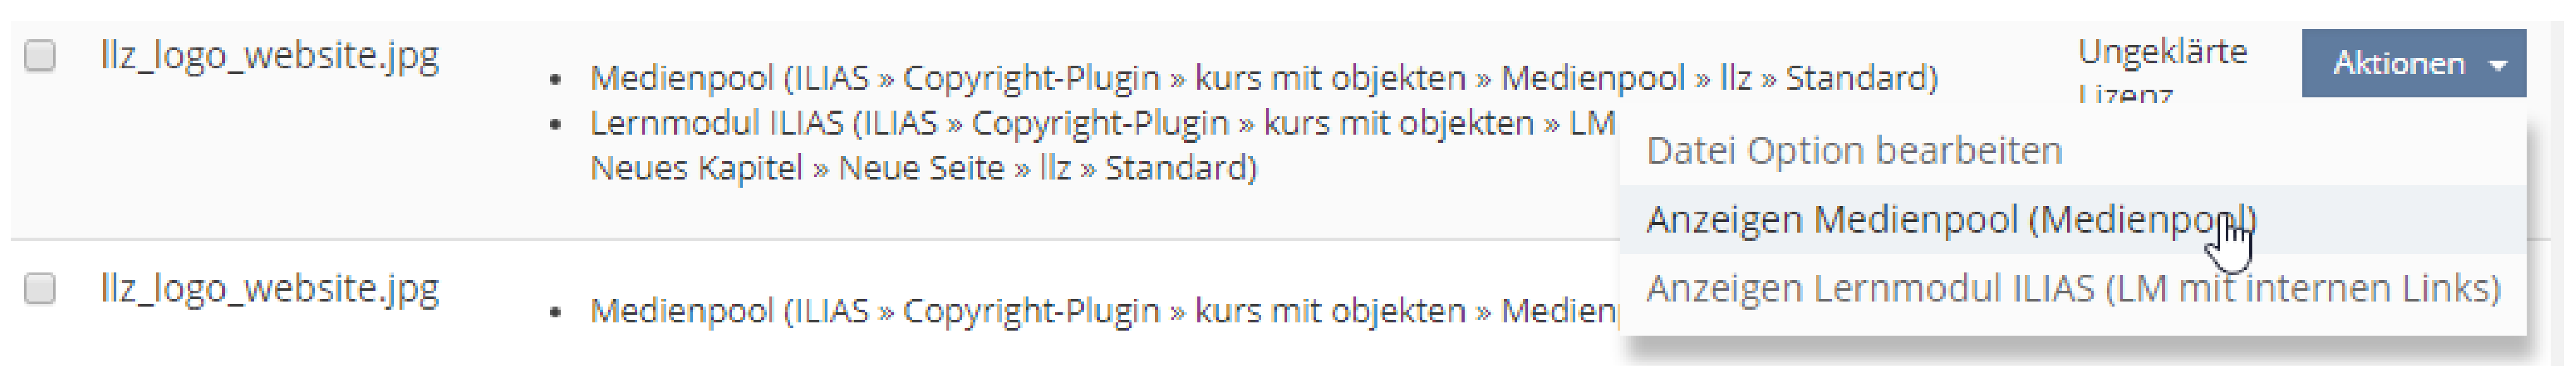 llz_logo_website.jpg
• Medienpool (ILIAS » Copyright-Plugin » kurs mit objekten » Medienpool » llz » Standard)
• Lernmodul ILIAS (ILIAS » Copyright-Plugin » kurs mit objekten » LM
Neues Kapitel » Neue Seite » llz » Standard)
Ungeklärte
Lizenz
Aktionen
Datei Option bearbeiten
Anzeigen Medienpool (Medienpool)
Anzeigen Lernmodul ILIAS (LM mit internen Links)
llz_logo_website.jpg
• Medienpool (ILIAS » Copyright-Plugin » kurs mit objekten » Medienp